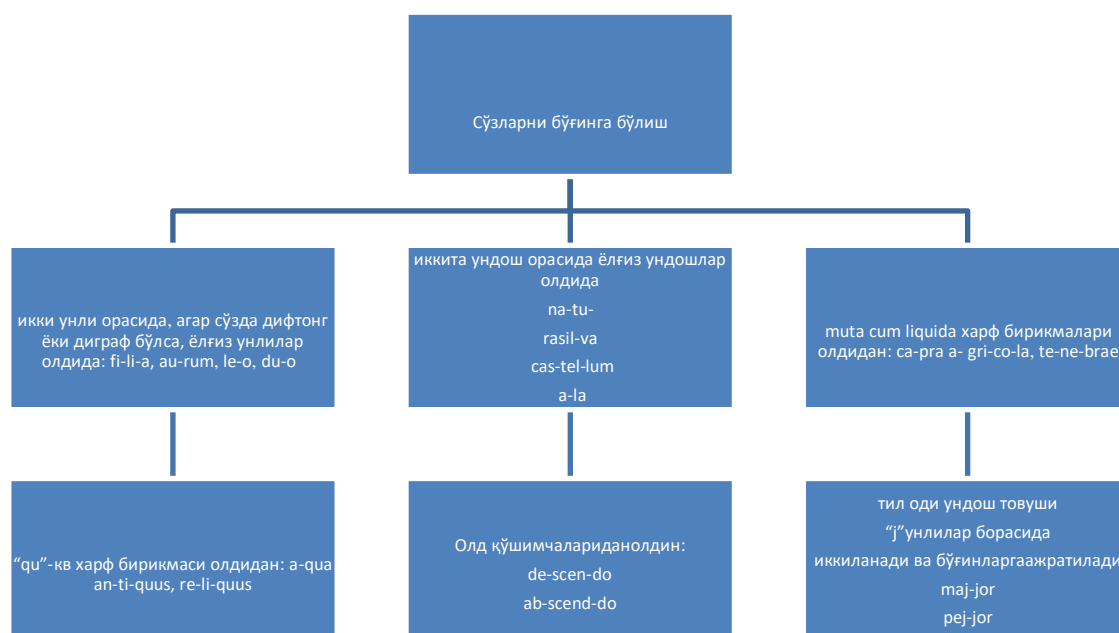 Сўзларни бўғинга бўлиш
икки унли орасида, агар сўзда дифтонг
ёки диграф бўлса, ёлғиз унлилар
олдида: fi-li-a, au-rum, le-o, du-o
иккита ундош орасида ёлғиз ундошлар
олдида
na-tu-
rasil-va
cas-tel-lum
a-la
muta cum liquida харф бирикмалари
олдидан: ca-pra a- gri-co-la, te-ne-brae
“qu”-кв харф бирикмаси олдидан: a-qua
an-ti-quus, re-li-quus
Олд қўшимчалариданолдин:
de-scen-do
ab-scend-do
тил оди ундош товуши
“j”унлилар борасида
иккиланади ва бўғинларгаажратилади
maj-jor
pej-jor